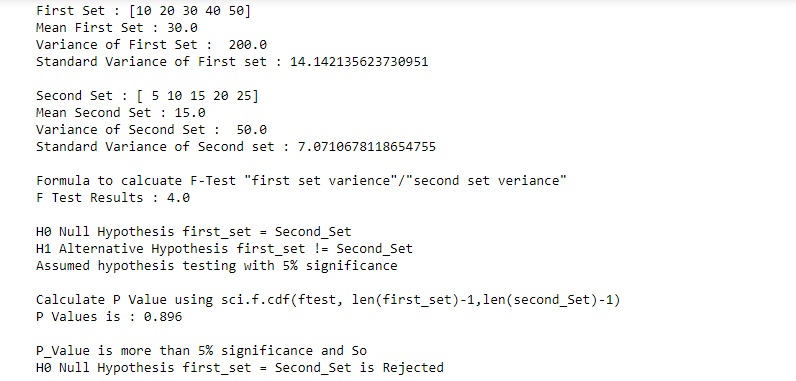 First Set : [10 20 30 40 50]
Mean First Set : 30.0
Variance of First Set :  200.0
Standard Variance of First set : 14.142135623730951
Second Set : [ 5 10 15 20 25]
Mean Second Set : 15.0
Variance of Second Set :  50.0
Standard Variance of Second set : 7.0710678118654755
Formula to calcuate F-Test "first set varience"/"second set veriance"
F Test Results : 4.0
H0 Null Hypothesis first_set = Second_Set
H1 Alternative Hypothesis first_set != Second_Set
Assumed hypothesis testing with 5% significance
Calculate P Value using sci.f.cdf(ftest, len(first_set)-1,len(second_Set)-1)
P Values is : 0.896
P_Value is more than 5% significance and So
H0 Null Hypothesis first_set = Second_Set is Rejected